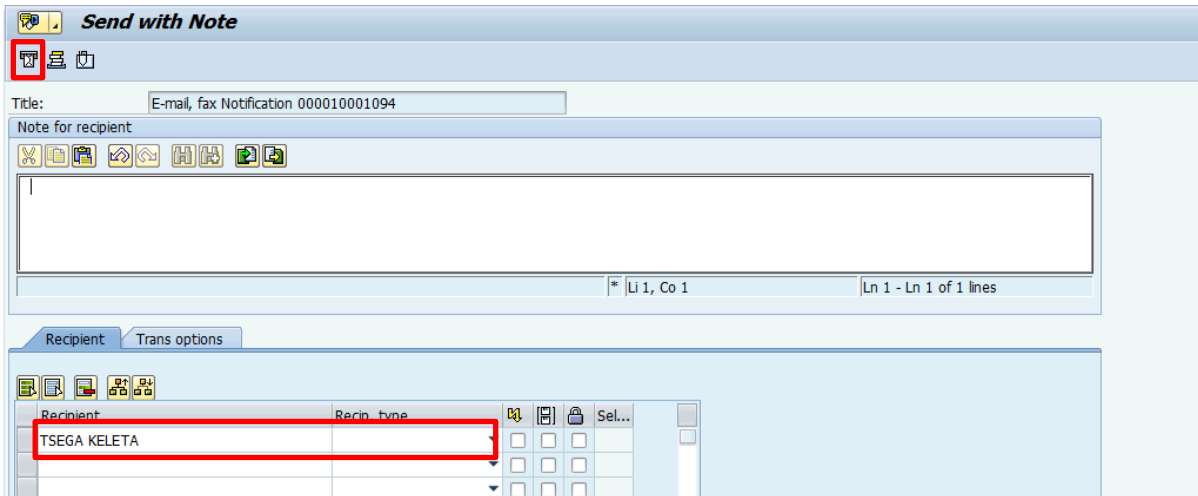 Send with Note
Title: E-mail, fax Notification 000010001094
Note for recipient
* Li 1, Co 1 Ln 1 - Ln 1 of 1 lines
Recipient Trans options
Recipient Recip. type Sel...
TSEGA KELETA